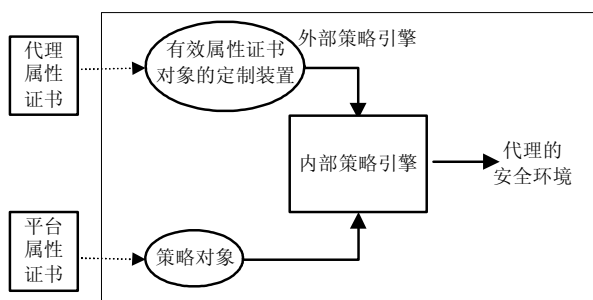 代理
属性
证书
有效属性证书
对象的定制装置
外部策略引擎
内部策略引擎
代理的
安全环境
平台
属性
证书
策略对象